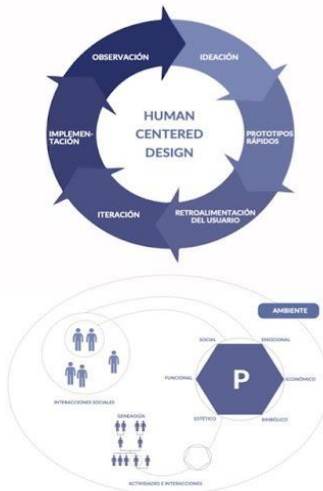 OBSERVACIÓN
IDEACIÓN
HUMAN
CENTERED
DESIGN
IMPLEMEN-
TACIÓN
PROTOTIPOS
RÁPIDOS
ITERACIÓN
RETROALIMENTACIÓN
DEL USUARIO
AMBIENTE
SOCIAL
EMOCIONAL
FUNCIONAL
P
ECONÓMICO
ESTÉTICO
SIMBÓLICO
INTERACCIONES SOCIALES
GENEAOGÍA
ACTIVIDADES E INTERACCIONES